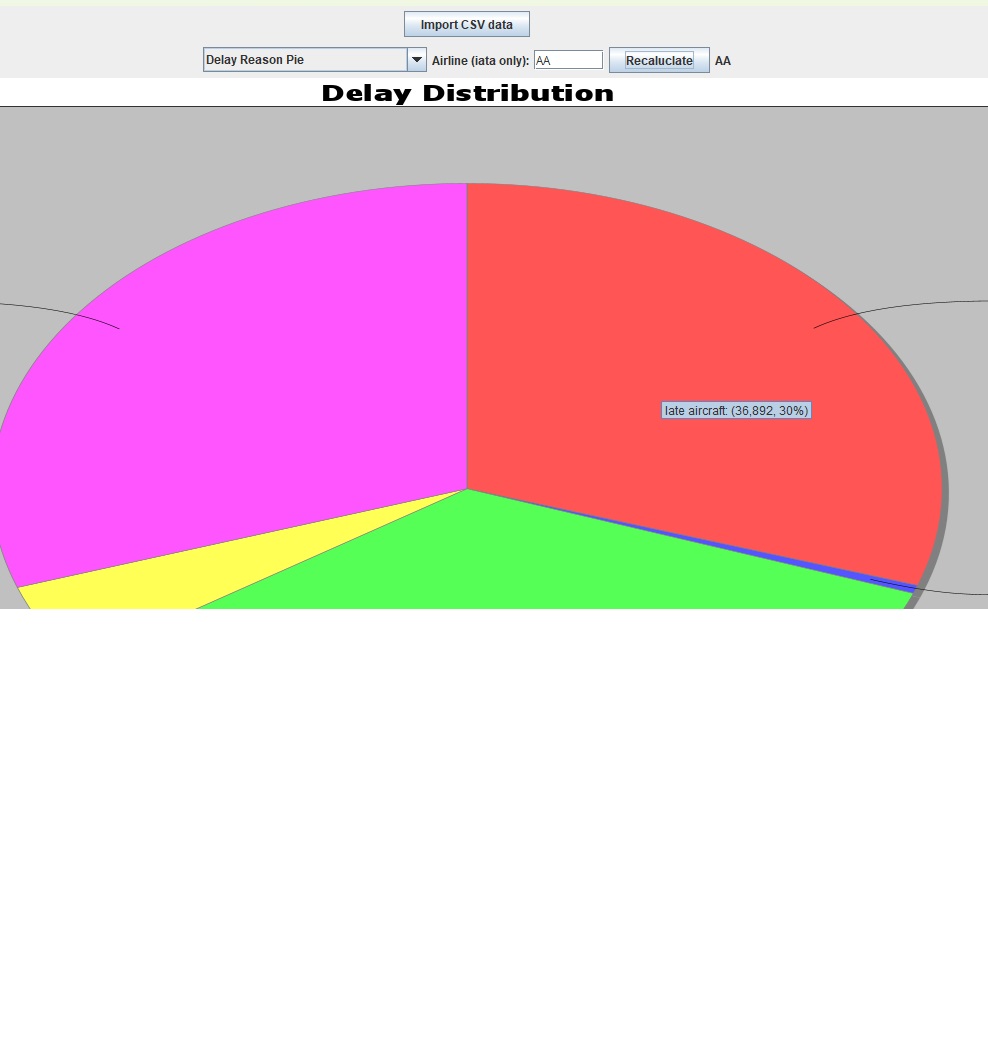 Import CSV data
Delay Reason Pie Airline (iata only): AA Recaluclate AA
Delay Distribution
late aircraft: (36,892, 30%)